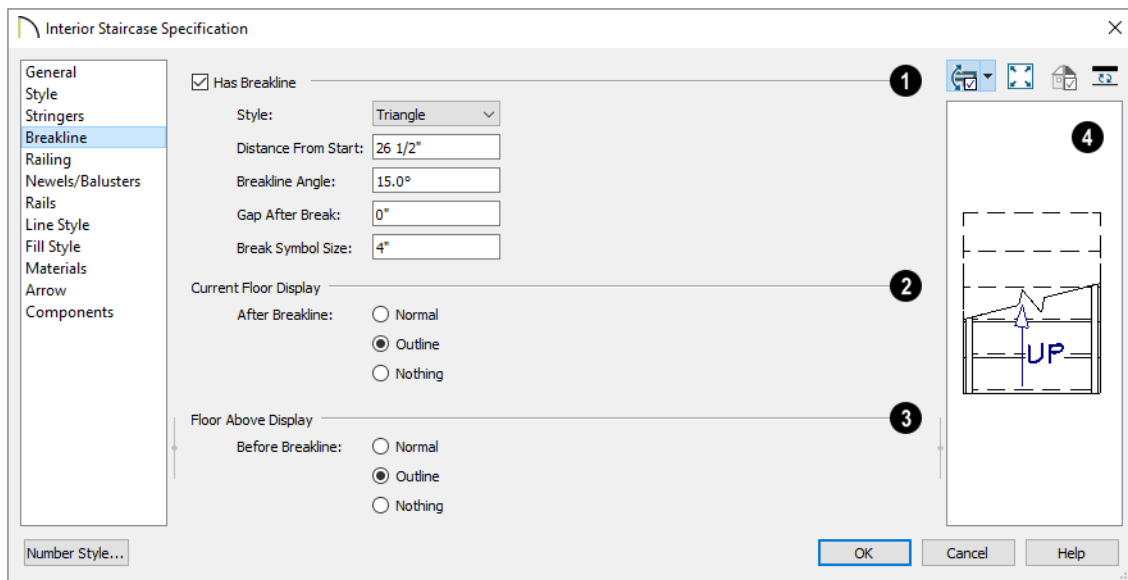 Interior Staircase Specification
General
Style
Stringers
Breakline
Railing
Newels/Balusters
Rails
Line Style
Fill Style
Materials
Arrow
Components
Has Breakline 1
Style: Triangle
Distance From Start: 26 1/2"
Breakline Angle: 15.0°
Gap After Break: 0"
Break Symbol Size: 4"
Current Floor Display 2
After Breakline: Normal
Outline
Nothing
Floor Above Display 3
Before Breakline: Normal
Outline
Nothing
4
UP
Number Style... OK Cancel Help